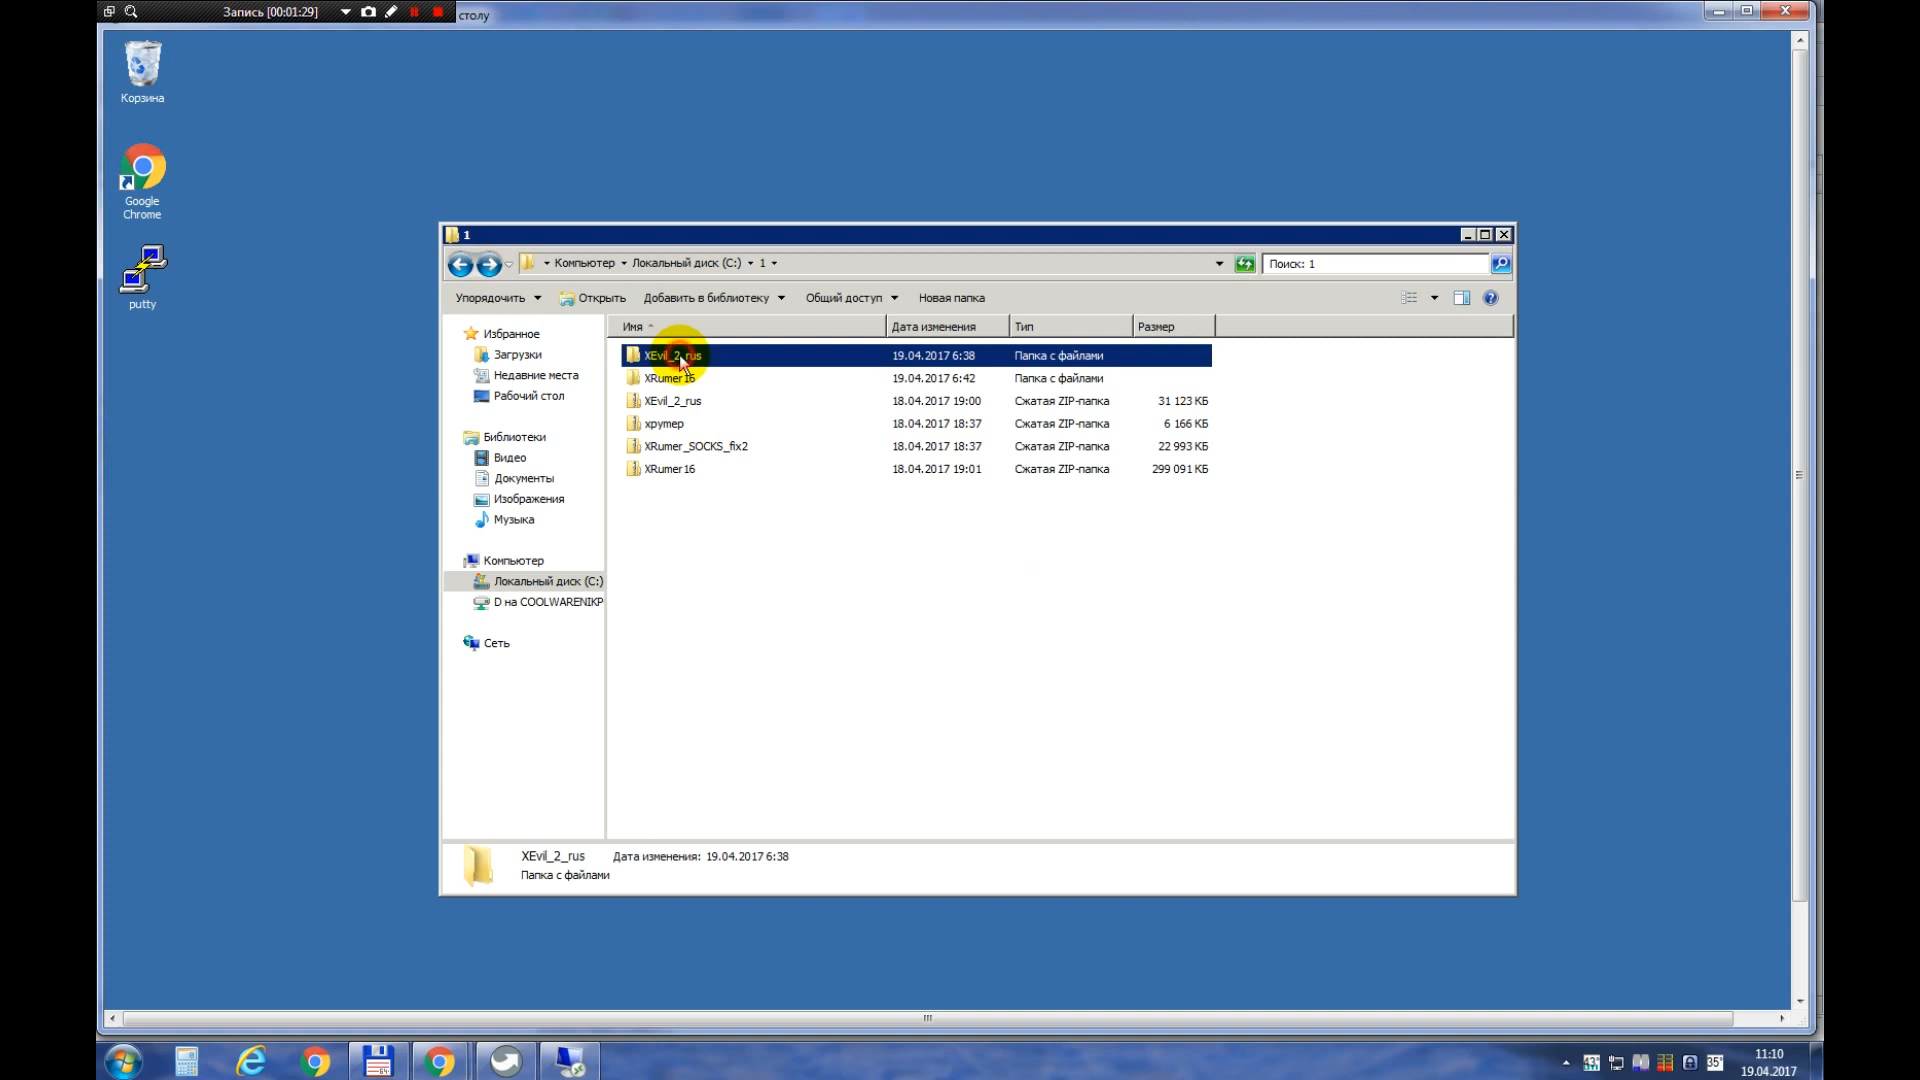 Запись [00:01:29]
столу
Корзина
Google
Chrome
putty
1
Компьютер
Локальный диск (C:)
1
Поиск: 1
Упорядочить
Открыть
Добавить в библиотеку
Общий доступ
Новая папка
Имя
Дата изменения
Тип
Размер
Избранное
Загрузки
Недавние места
Рабочий стол
Библиотеки
Видео
Документы
Изображения
Музыка
Компьютер
Локальный диск (C:)
D на COOLWARENIKP
Сеть
XEvil_2_rus 19.04.2017 6:38 Папка с файлами
XRumer16 19.04.2017 6:42 Папка с файлами
XEvil_2_rus 18.04.2017 19:00 Сжатая ZIP-папка 31 123 КБ
хрумер 18.04.2017 18:37 Сжатая ZIP-папка 6 166 КБ
XRumer_SOCKS_fix2 18.04.2017 18:37 Сжатая ZIP-папка 22 993 КБ
XRumer16 18.04.2017 19:01 Сжатая ZIP-папка 299 091 КБ
XEvil_2_rus Дата изменения: 19.04.2017 6:38
Папка с файлами
43°
35°
11:10
19.04.2017